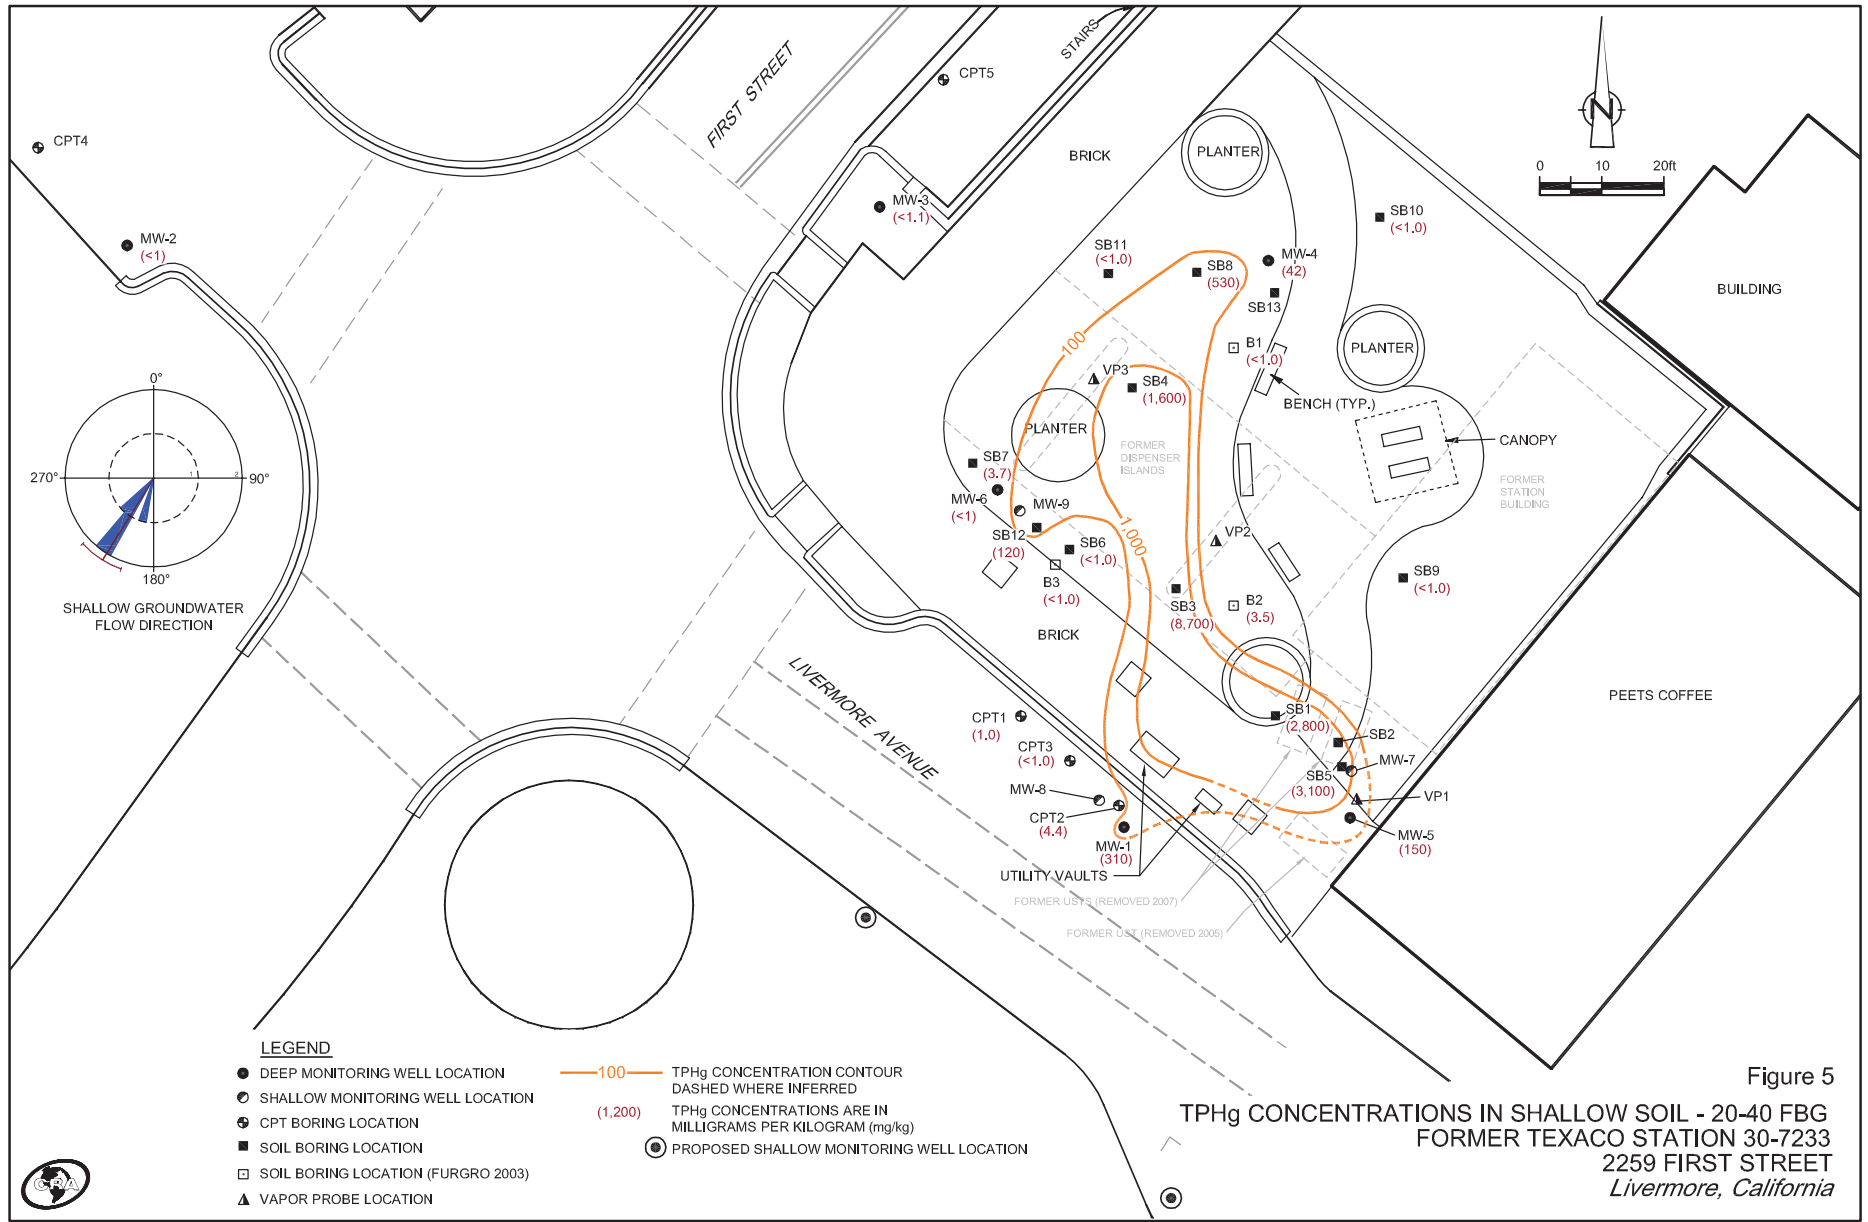 STAIRS
CPT5
FIRST STREET
CPT4
BRICK
PLANTER
N
0 10 20ft
MW-3
(<1.1)
SB10
(<1.0)
MW-2
(<1)
SB11
(<1.0)
SB8
(530)
MW-4
(42)
SB13
BUILDING
100
B1
(<1.0)
PLANTER
VP3
SB4
(1,600)
BENCH (TYP.)
0°
270°
90°
180°
1
2
SHALLOW GROUNDWATER
FLOW DIRECTION
PLANTER
FORMER
DISPENSER
ISLANDS
CANOPY
SB7
(3.7)
FORMER
STATION
BUILDING
MW-6
(<1)
MW-9
1,000
SB12
(120)
SB6
(<1.0)
VP2
B3
(<1.0)
SB9
(<1.0)
SB3
(8,700)
B2
(3.5)
BRICK
LIVERMORE AVENUE
PEETS COFFEE
CPT1
(1.0)
SB1
(2,800)
SB2
CPT3
(<1.0)
MW-7
SB5
(3,100)
MW-8
VP1
CPT2
(4.4)
MW-5
(150)
MW-1
(310)
UTILITY VAULTS
FORMER USTS (REMOVED 2007)
FORMER UST (REMOVED 2005)
LEGEND
DEEP MONITORING WELL LOCATION
SHALLOW MONITORING WELL LOCATION
CPT BORING LOCATION
SOIL BORING LOCATION
SOIL BORING LOCATION (FURGRO 2003)
VAPOR PROBE LOCATION
100 TPHg CONCENTRATION CONTOUR
DASHED WHERE INFERRED
(1,200) TPHg CONCENTRATIONS ARE IN
MILLIGRAMS PER KILOGRAM (mg/kg)
PROPOSED SHALLOW MONITORING WELL LOCATION
CRA
Figure 5
TPHg CONCENTRATIONS IN SHALLOW SOIL - 20-40 FBG
FORMER TEXACO STATION 30-7233
2259 FIRST STREET
Livermore, California